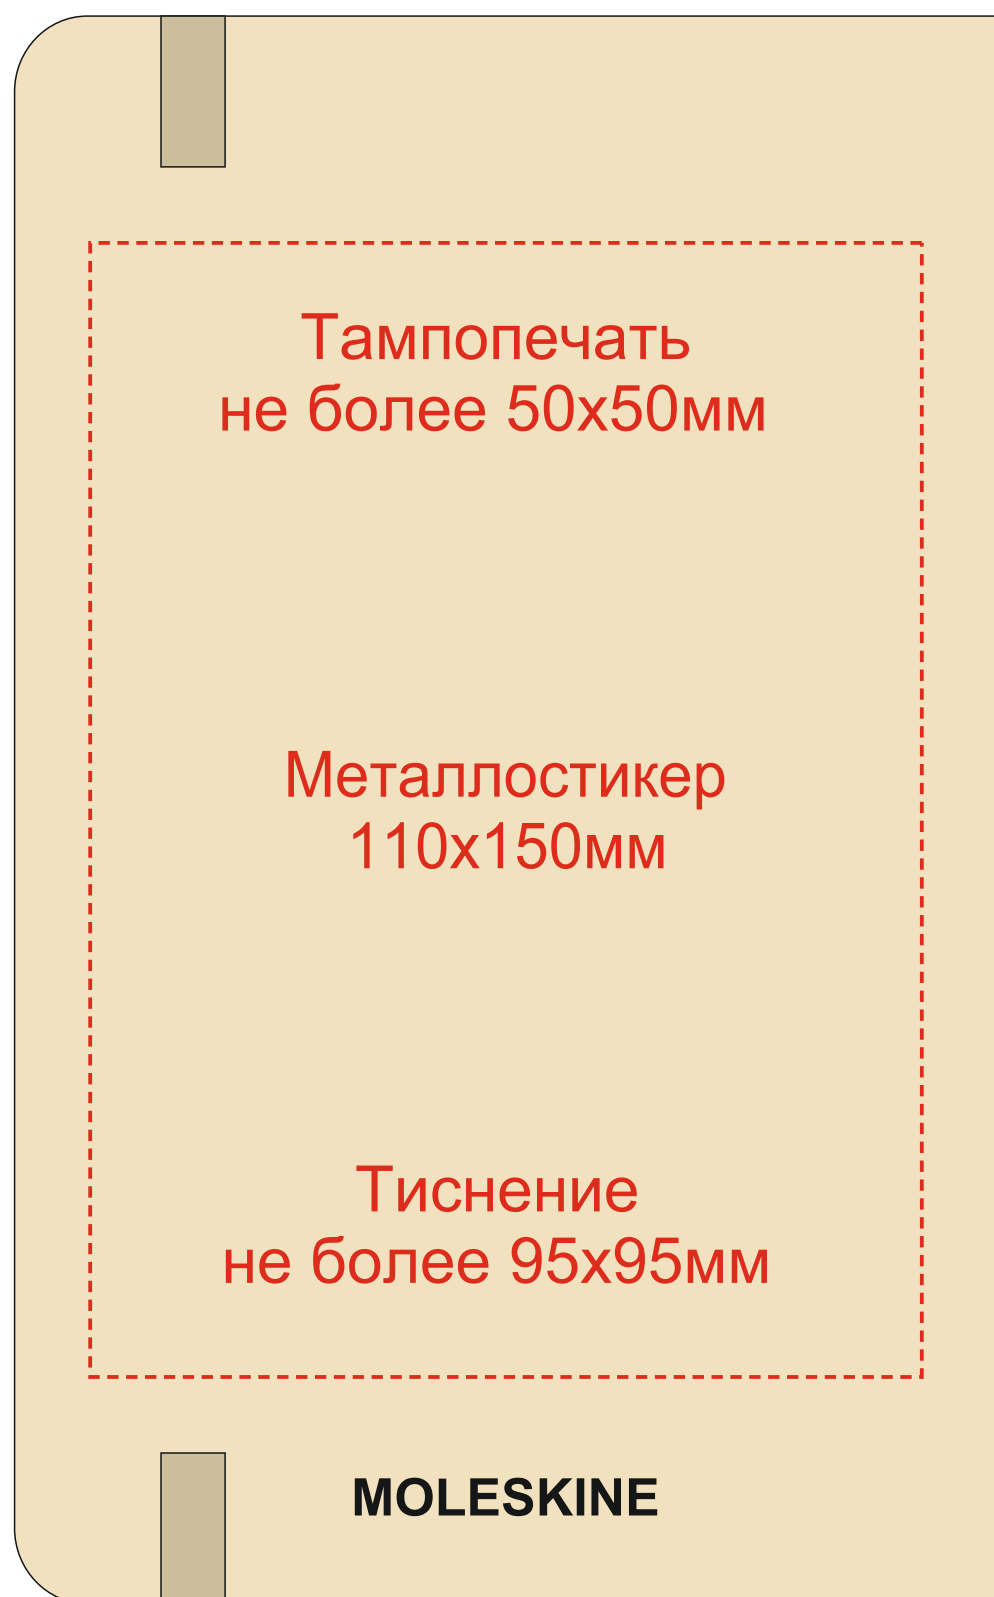 Тампопечать
не более 50х50мм
Металлостикер
110х150мм
Тиснение
не более 95х95мм
MOLESKINE